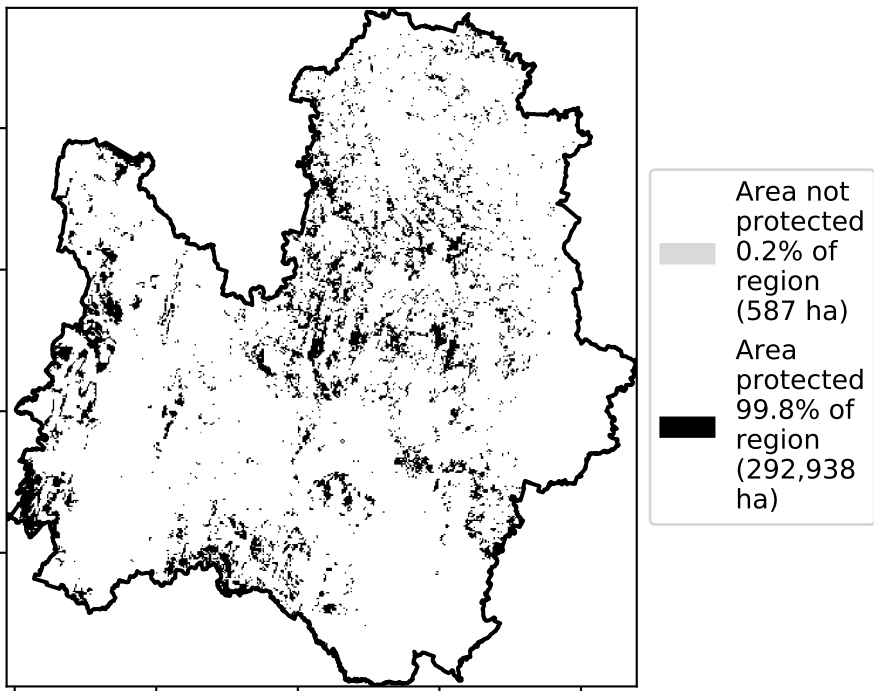 Area not
protected
0.2% of
region
(587 ha)
Area
protected
99.8% of
region
(292,938
ha)